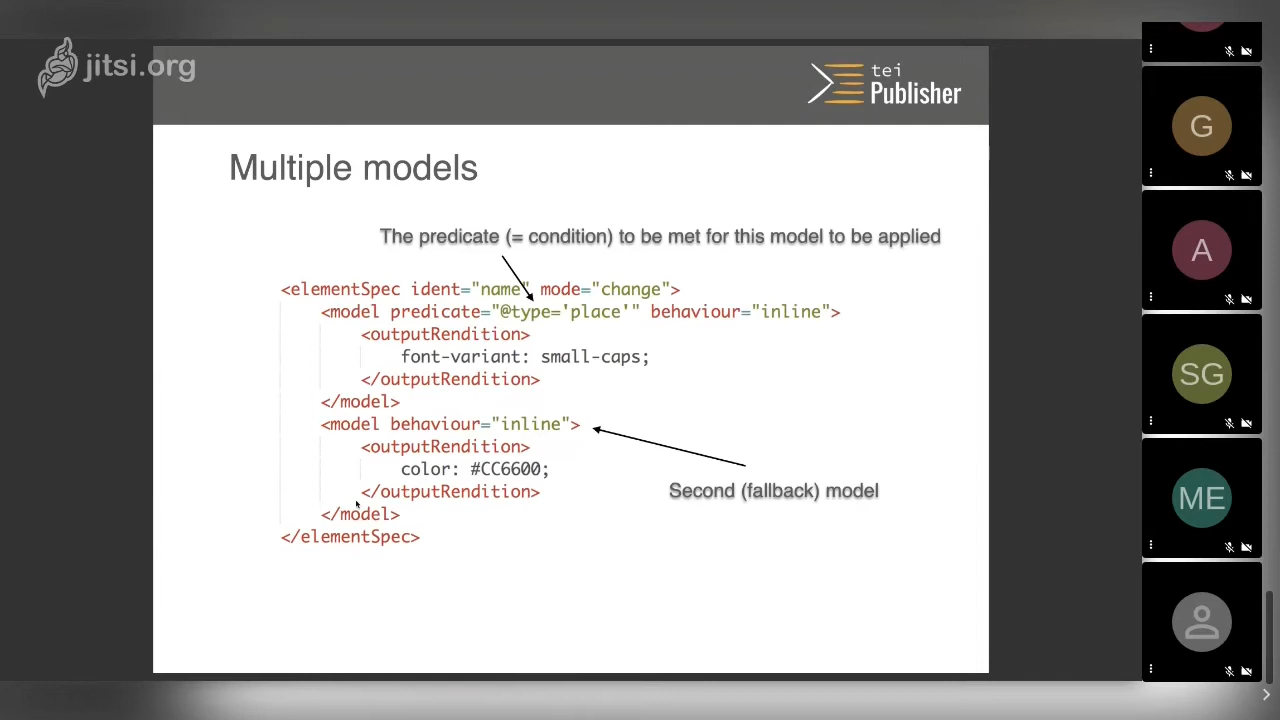 jitsi.org
tei
Publisher
Multiple models
The predicate (= condition) to be met for this model to be applied
<elementSpec ident="name" mode="change">
<model predicate="@type='place'" behaviour="inline">
<outputRendition>
font-variant: small-caps;
</outputRendition>
</model>
<model behaviour="inline">
<outputRendition>
color: #CC6600;
</outputRendition>
Second (fallback) model
</model>
</elementSpec>
G
A
SG
ME